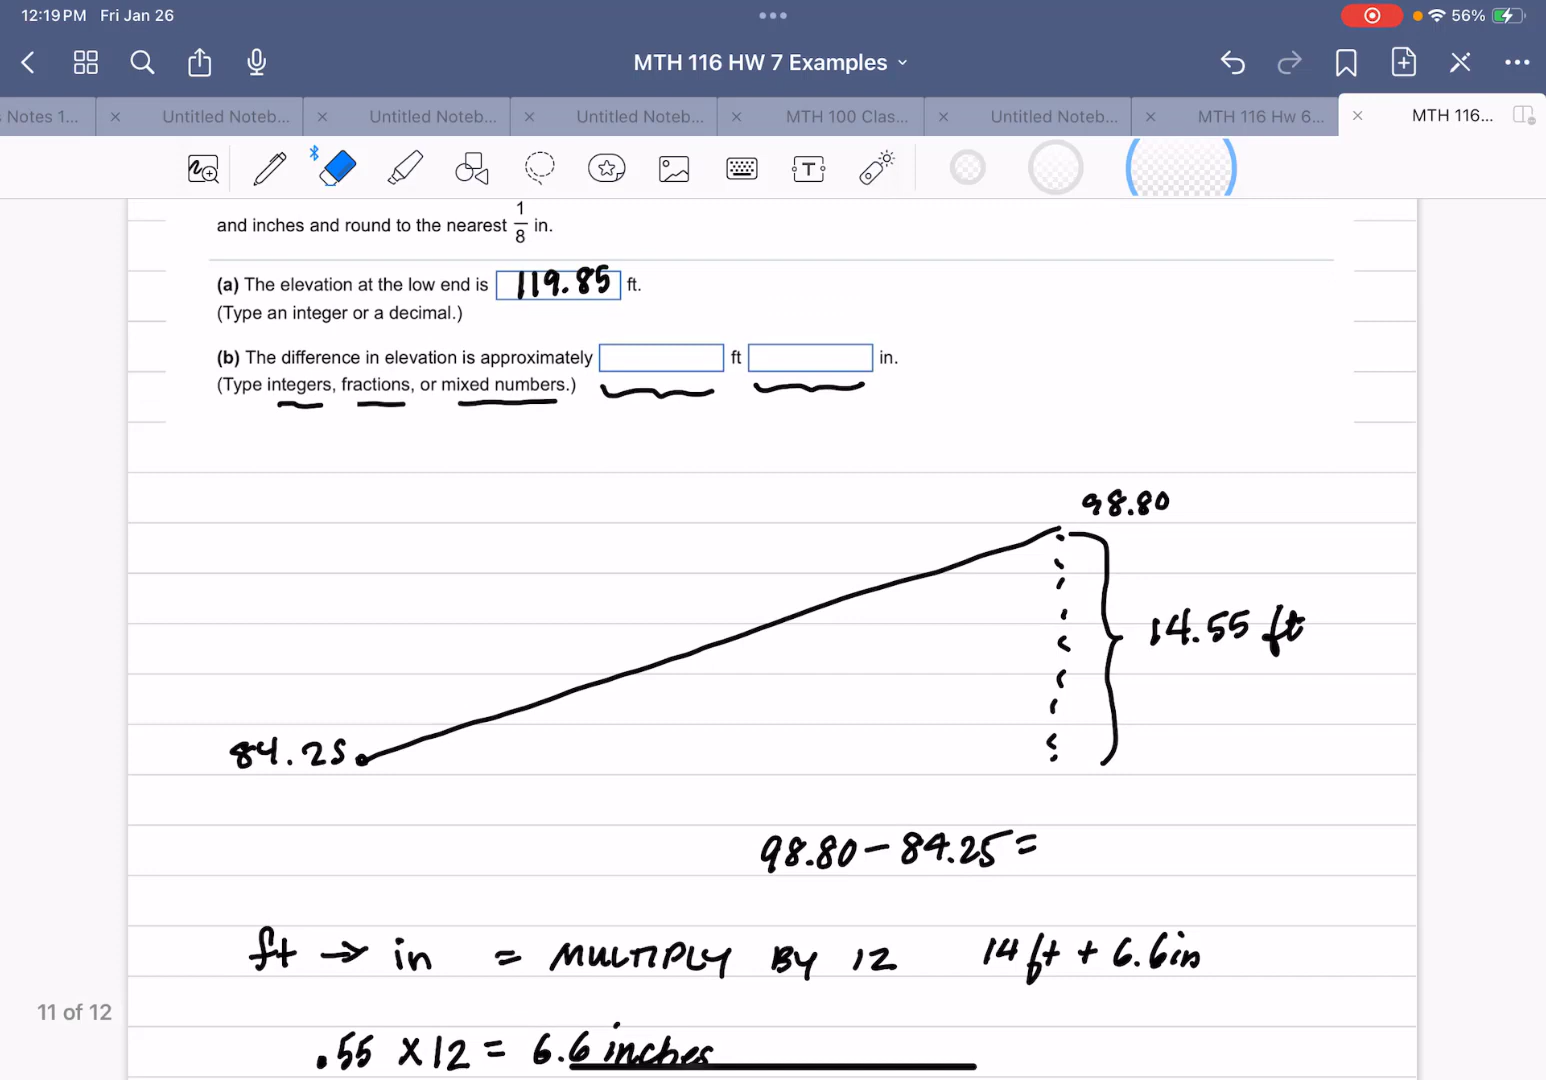 12:19 PM Fri Jan 26
56%
MTH 116 HW 7 Examples
s Notes 1... Untitled Noteb... Untitled Noteb... Untitled Noteb... MTH 100 Clas... Untitled Noteb... MTH 116 Hw 6... MTH 116...
and inches and round to the nearest 1/8 in.
(a) The elevation at the low end is 119.85 ft.
(Type an integer or a decimal.)
(b) The difference in elevation is approximately ft in.
(Type integers, fractions, or mixed numbers.)
98.80
14.55 ft
84.25
98.80 - 84.25 =
ft → in = MULTIPLY BY 12 14 ft + 6.6 in
11 of 12
.55 × 12 = 6.6 inches